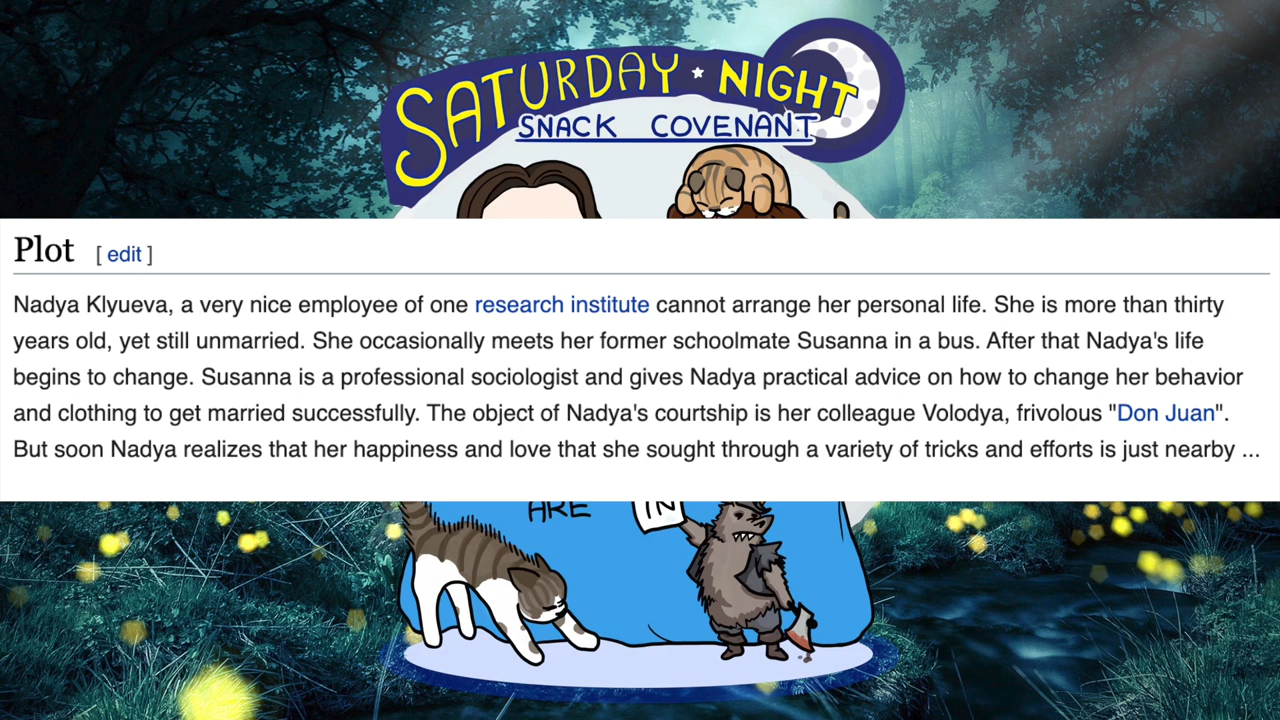 SATURDAY NIGHT
SNACK COVENANT
Plot [ edit ]
Nadya Klyueva, a very nice employee of one research institute cannot arrange her personal life. She is more than thirty
years old, yet still unmarried. She occasionally meets her former schoolmate Susanna in a bus. After that Nadya's life
begins to change. Susanna is a professional sociologist and gives Nadya practical advice on how to change her behavior
and clothing to get married successfully. The object of Nadya's courtship is her colleague Volodya, frivolous "Don Juan".
But soon Nadya realizes that her happiness and love that she sought through a variety of tricks and efforts is just nearby ...
ARE
IN